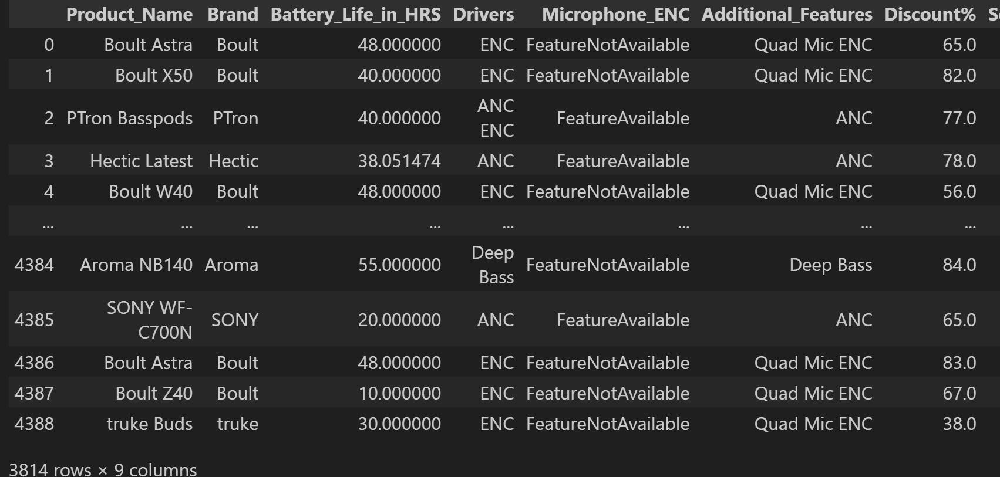 Product_Name Brand Battery_Life_in_HRS Drivers Microphone_ENC Additional_Features Discount%
0 Boult Astra Boult 48.000000 ENC FeatureNotAvailable Quad Mic ENC 65.0
1 Boult X50 Boult 40.000000 ENC FeatureNotAvailable Quad Mic ENC 82.0
2 PTron Basspods PTron 40.000000 ANC ENC FeatureAvailable ANC 77.0
3 Hectic Latest Hectic 38.051474 ANC FeatureAvailable ANC 78.0
4 Boult W40 Boult 48.000000 ENC FeatureNotAvailable Quad Mic ENC 56.0
... ... ... ... ... ... ... ...
4384 Aroma NB140 Aroma 55.000000 Deep Bass FeatureNotAvailable Deep Bass 84.0
4385 SONY WF-C700N SONY 20.000000 ANC FeatureAvailable ANC 65.0
4386 Boult Astra Boult 48.000000 ENC FeatureNotAvailable Quad Mic ENC 83.0
4387 Boult Z40 Boult 10.000000 ENC FeatureNotAvailable Quad Mic ENC 67.0
4388 truke Buds truke 30.000000 ENC FeatureNotAvailable Quad Mic ENC 38.0
3814 rows × 9 columns